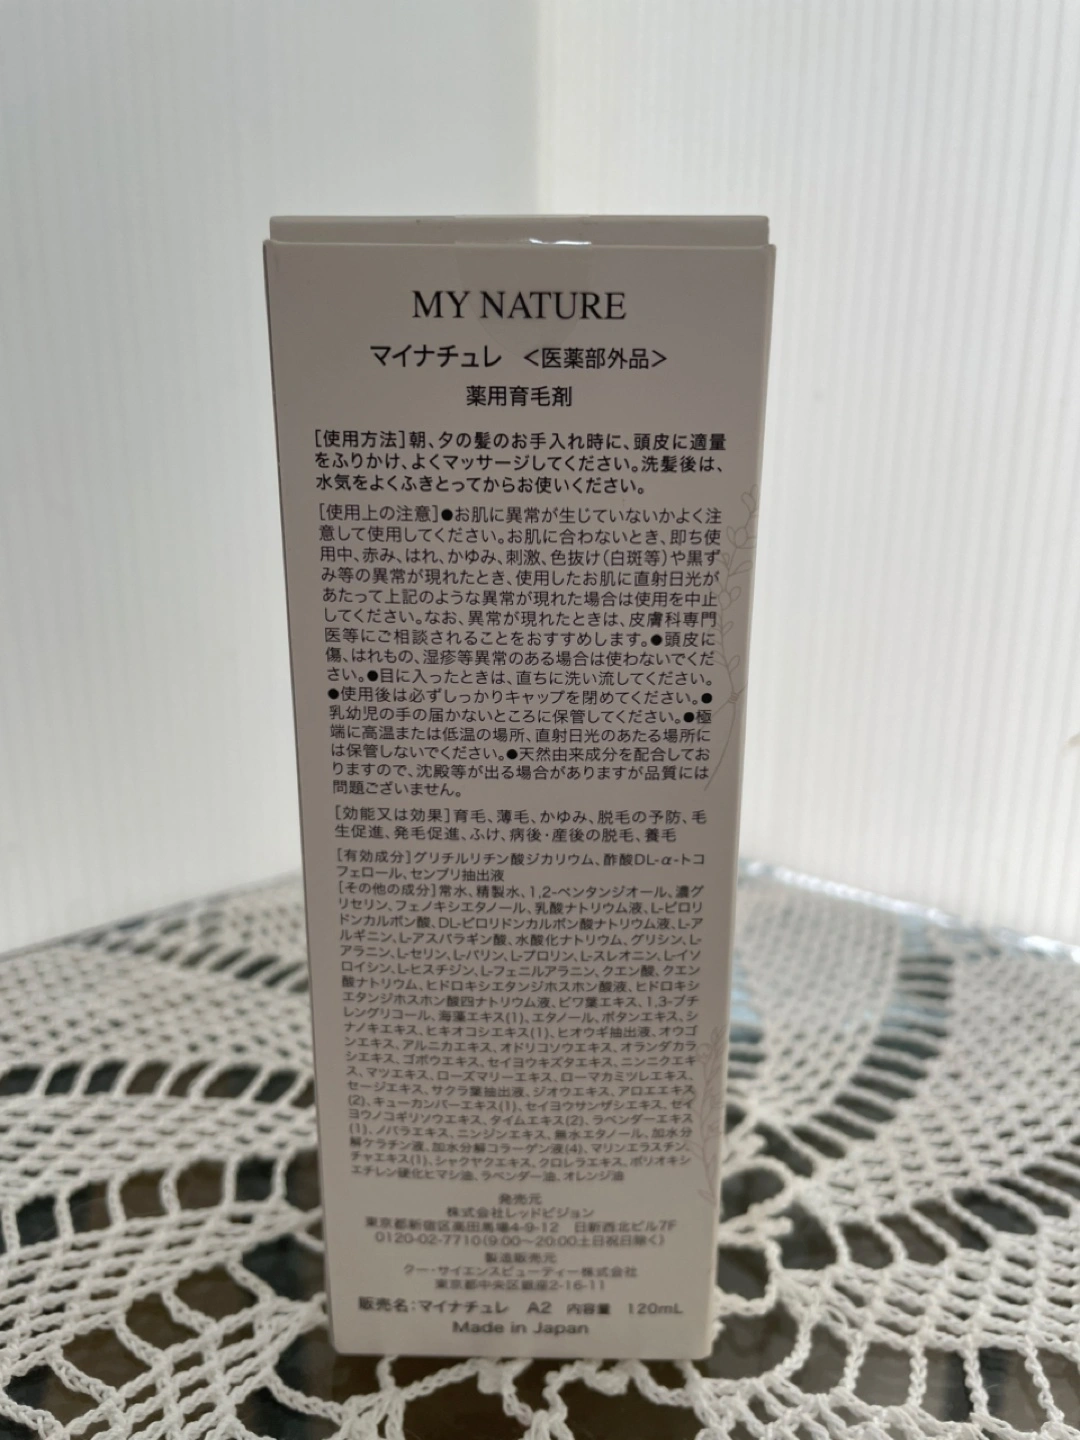 MY NATURE
マイナチュレ <医薬部外品>
薬用育毛剤
[使用方法]朝、夕の髪のお手入れ時に、頭皮に適量
をふりかけ、よくマッサージしてください。洗髪後は、
水気をよくふきとってからお使いください。
[使用上の注意]●お肌に異常が生じていないかよく注
意して使用してください。お肌に合わないとき、即ち使
用中、赤み、はれ、かゆみ、刺激、色抜け(白斑等)や黒ず
み等の異常が現れたとき、使用したお肌に直射日光が
あたって上記のような異常が現れた場合は使用を中止
してください。なお、異常が現れたときは、皮膚科専門
医等にご相談されることをおすすめします。●頭皮に
傷、はれもの、湿疹等異常のある場合は使わないでくだ
さい。●目に入ったときは、直ちに洗い流してください。
●使用後は必ずしっかりキャップを閉めてください。●
乳幼児の手の届かないところに保管してください。●極
端に高温または低温の場所、直射日光のあたる場所に
は保管しないでください。●天然由来成分を配合してお
りますので、沈殿等が出る場合がありますが品質には
問題ございません。
[効能又は効果]育毛、薄毛、かゆみ、脱毛の予防、毛
生促進、発毛促進、ふけ、病後・産後の脱毛、養毛
[有効成分]グリチルリチン酸ジカリウム、酢酸DL-α-トコ
フェロール、センブリ抽出液
[その他の成分]常水、精製水、1,2-ペンタンジオール、濃グ
リセリン、フェノキシエタノール、乳酸ナトリウム液、L-ピロリ
ドンカルボン酸、DL-ピロリドンカルボン酸ナトリウム液、L-ア
ルギニン、L-アスパラギン酸、水酸化ナトリウム、グリシン、L-
アラニン、L-セリン、L-バリン、L-プロリン、L-スレオニン、L-イソ
ロイシン、L-ヒスチジン、L-フェニルアラニン、クエン酸、クエン
酸ナトリウム、ヒドロキシエタンジホスホン酸液、ヒドロキシ
エタンジホスホン酸四ナトリウム液、ビワ葉エキス、1,3-ブチ
レングリコール、海藻エキス(1)、エタノール、ボタンエキス、シ
ナノキエキス、ヒキオコシエキス(1)、ヒオウギ抽出液、オウゴ
ンエキス、アルニカエキス、オドリコソウエキス、オランダカラ
シエキス、ゴボウエキス、セイヨウキズタエキス、ニンニクエキ
ス、マツエキス、ローズマリーエキス、ローマカミツレエキス、
セージエキス、サクラ葉抽出液、ジオウエキス、アロエエキス
(2)、キューカンバーエキス(1)、セイヨウサンザシエキス、セイ
ヨウノコギリソウエキス、タイムエキス(2)、ラベンダーエキス
(1)、ノバラエキス、ニンジンエキス、無水エタノール、加水分
解ケラチン液、加水分解コラーゲン液(4)、マリンエラスチン、
チャエキス(1)、シャクヤクエキス、クロレラエキス、ポリオキシ
エチレン硬化ヒマシ油、ラベンダー油、オレンジ油
発売元
株式会社レッドビジョン
東京都新宿区高田馬場4-9-12 日新西北ビル7F
0120-02-7710(9:00~20:00土日祝日除く)
製造販売元
クー・サイエンスビューティー株式会社
東京都中央区銀座2-16-11
販売名:マイナチュレ A2 内容量 120mL
Made in Japan